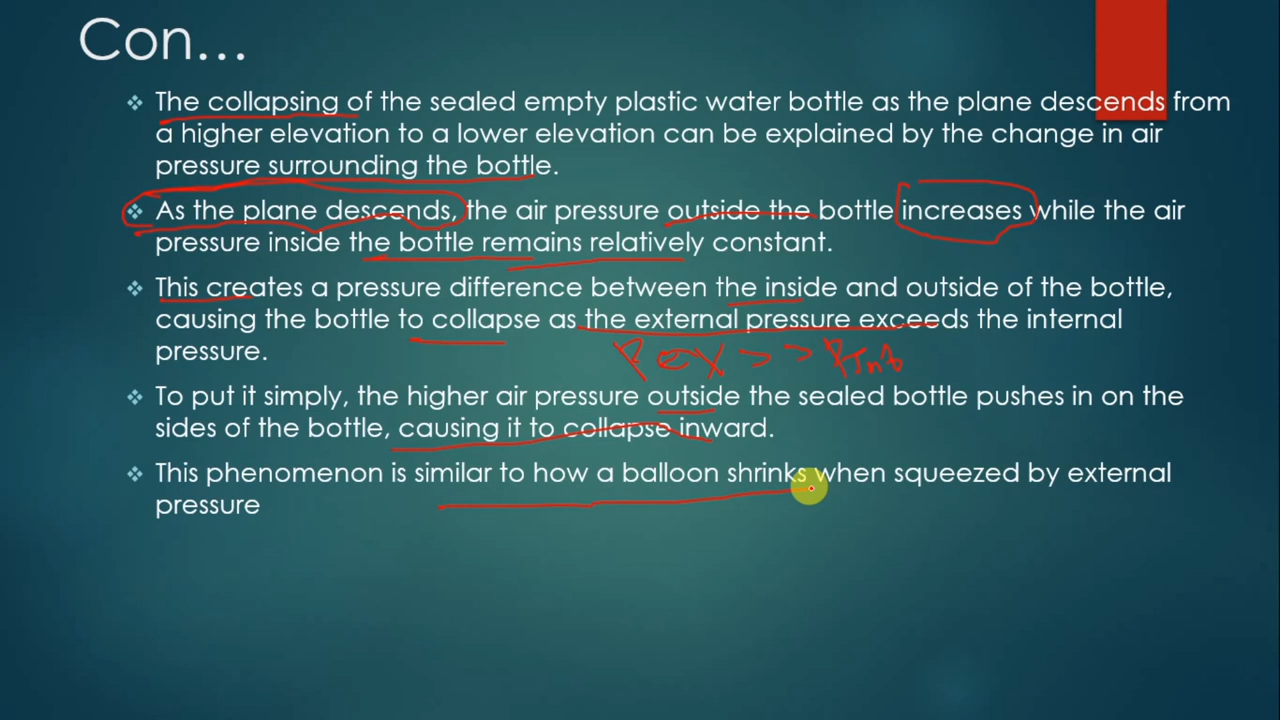 Con...
The collapsing of the sealed empty plastic water bottle as the plane descends from
a higher elevation to a lower elevation can be explained by the change in air
pressure surrounding the bottle.
As the plane descends, the air pressure outside the bottle increases while the air
pressure inside the bottle remains relatively constant.
This creates a pressure difference between the inside and outside of the bottle,
causing the bottle to collapse as the external pressure exceeds the internal
pressure.
P ex >> P Int
To put it simply, the higher air pressure outside the sealed bottle pushes in on the
sides of the bottle, causing it to collapse inward.
This phenomenon is similar to how a balloon shrinks when squeezed by external
pressure